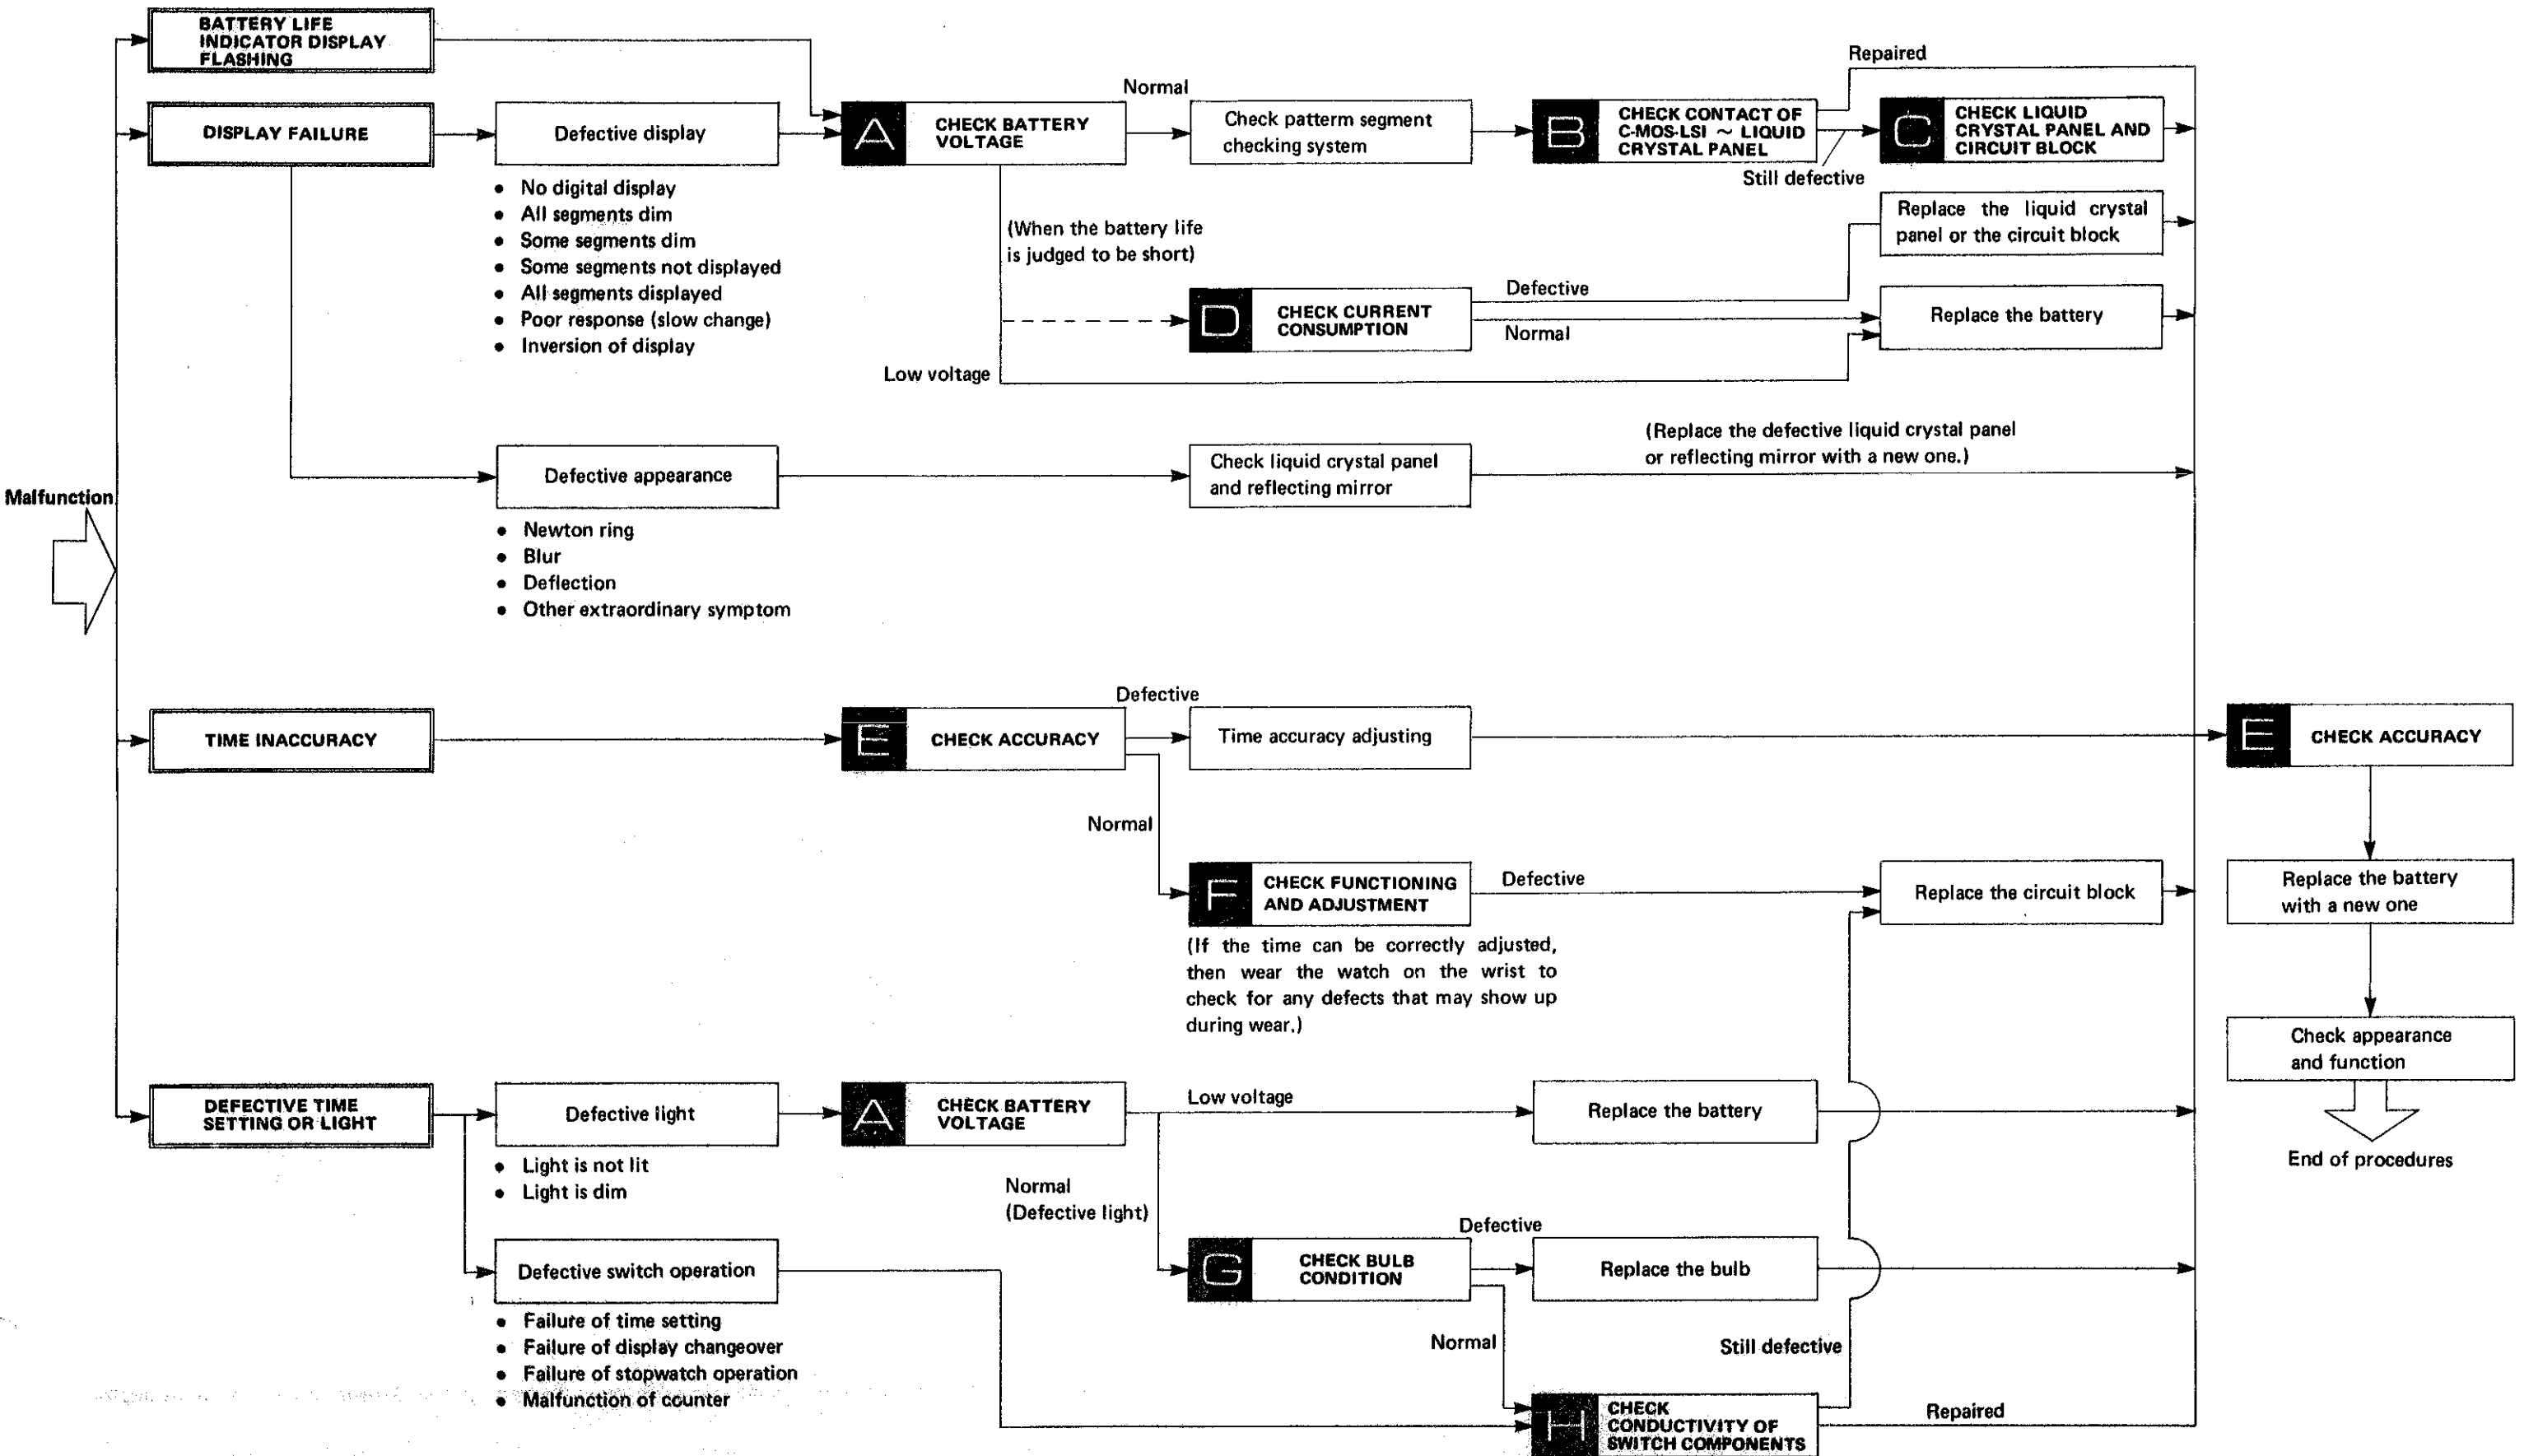 BATTERY LIFE
INDICATOR DISPLAY
FLASHING
DISPLAY FAILURE
Defective display
• No digital display
• All segments dim
• Some segments dim
• Some segments not displayed
• All segments displayed
• Poor response (slow change)
• Inversion of display
A
CHECK BATTERY
VOLTAGE
Normal
Check patterm segment
checking system
B
CHECK CONTACT OF
C-MOS-LSI ~ LIQUID
CRYSTAL PANEL
Repaired
Still defective
C
CHECK LIQUID
CRYSTAL PANEL AND
CIRCUIT BLOCK
(When the battery life
is judged to be short)
D
CHECK CURRENT
CONSUMPTION
Defective
Normal
Replace the liquid crystal
panel or the circuit block
Replace the battery
Low voltage
Malfunction
Defective appearance
• Newton ring
• Blur
• Deflection
• Other extraordinary symptom
Check liquid crystal panel
and reflecting mirror
(Replace the defective liquid crystal panel
or reflecting mirror with a new one.)
TIME INACCURACY
E
CHECK ACCURACY
Defective
Time accuracy adjusting
Normal
F
CHECK FUNCTIONING
AND ADJUSTMENT
(If the time can be correctly adjusted,
then wear the watch on the wrist to
check for any defects that may show up
during wear.)
Defective
Replace the circuit block
E
CHECK ACCURACY
Replace the battery
with a new one
Check appearance
and function
End of procedures
DEFECTIVE TIME
SETTING OR LIGHT
Defective light
• Light is not lit
• Light is dim
A
CHECK BATTERY
VOLTAGE
Low voltage
Replace the battery
Normal
(Defective light)
G
CHECK BULB
CONDITION
Defective
Replace the bulb
Normal
Defective switch operation
• Failure of time setting
• Failure of display changeover
• Failure of stopwatch operation
• Malfunction of counter
Still defective
H
CHECK
CONDUCTIVITY OF
SWITCH COMPONENTS
Repaired